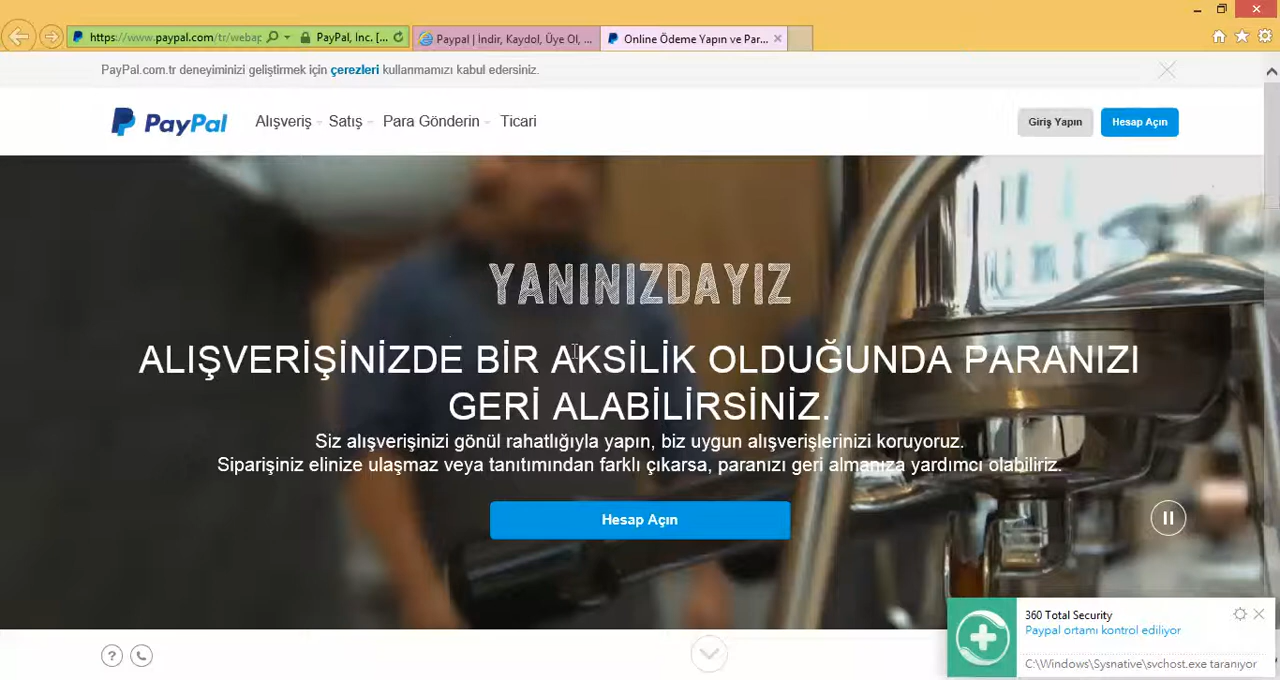 https://www.paypal.com/tr/webap
PayPal, Inc. [...
Paypal | İndir, Kaydol, Üye Ol, ...
Online Ödeme Yapın ve Par...
PayPal.com.tr deneyiminizi geliştirmek için çerezleri kullanmamızı kabul edersiniz.
PayPal
Alışveriş
Satış
Para Gönderin
Ticari
Giriş Yapın
Hesap Açın
YANINIZDAYIZ
ALIŞVERİŞİNİZDE BİR AKSİLİK OLDUĞUNDA PARANIZI
GERİ ALABİLİRSİNİZ.
Siz alışverişinizi gönül rahatlığıyla yapın, biz uygun alışverişlerinizi koruyoruz.
Siparişiniz elinize ulaşmaz veya tanıtımından farklı çıkarsa, paranızı geri almanıza yardımcı olabiliriz.
Hesap Açın
360 Total Security
Paypal ortamı kontrol ediliyor
C:\Windows\Sysnative\svchost.exe taranıyor